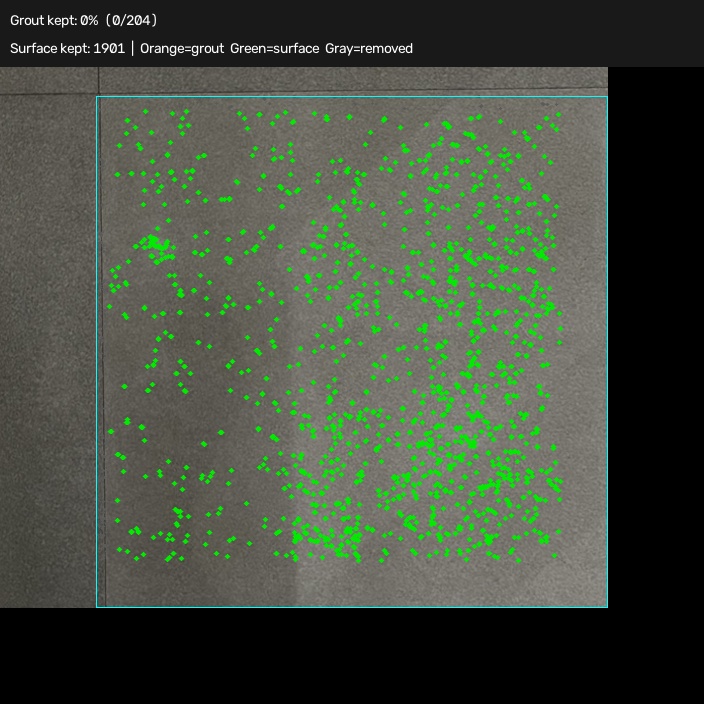 Grout kept: 0% (0/204)
Surface kept: 1901 | Orange=grout Green=surface Gray=removed